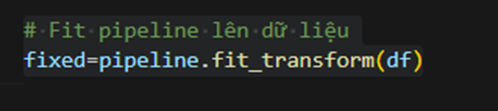 # Fit pipeline lên dữ liệu
fixed=pipeline.fit_transform(df)